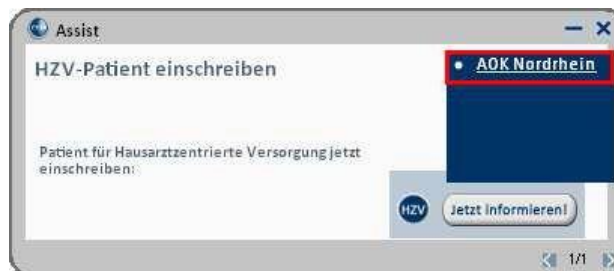 Assist
HZV-Patient einschreiben
• AOK Nordrhein
Patient für Hausarztzentrierte Versorgung jetzt
einschreiben:
HZV
Jetzt Informieren!
1/1